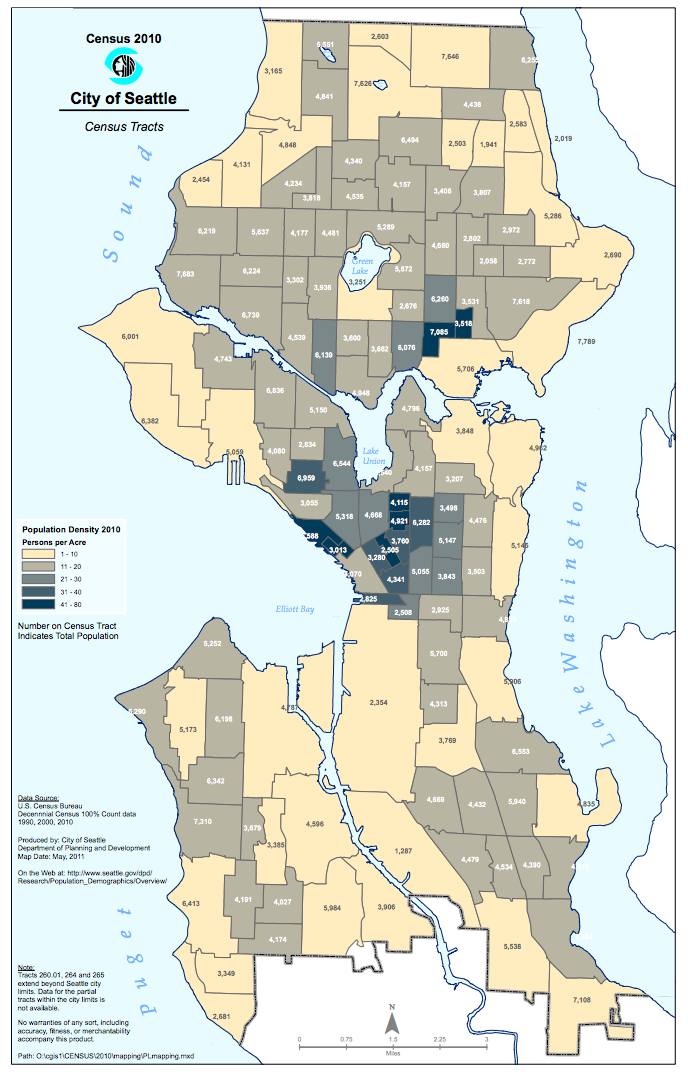 Census 2010
City of Seattle
Census Tracts
Sound
Puget
Lake Washington
Elliott Bay
Green
Lake
Lake
Union
5,551
2,603
7,646
3,165
7,626
4,841
4,438
2,583
2,019
6,494
2,503
1,941
4,848
4,340
4,131
2,454
4,234
4,157
3,406
3,807
3,818
4,535
5,286
6,219
5,637
4,177
4,481
5,289
4,660
2,802
2,972
2,690
2,058
2,772
7,683
6,224
3,302
3,936
3,251
5,672
6,260
3,531
7,618
2,676
6,739
3,518
7,085
6,001
4,539
6,139
3,600
3,662
6,076
7,789
4,743
5,706
6,836
4,948
4,796
6,382
5,150
3,848
5,059
4,080
2,834
6,544
4,157
3,207
6,959
3,055
4,115
3,498
5,318
4,668
4,921
6,282
4,476
3,760
5,147
3,013
2,505
3,280
5,055
3,843
3,503
4,341
2,508
2,925
5,252
5,700
5,906
2,354
4,313
6,198
5,173
3,769
6,553
6,342
4,669
4,432
5,940
4,835
7,310
3,879
4,596
3,385
1,287
4,479
4,534
4,390
6,413
4,191
4,027
5,984
3,906
4,174
5,538
3,349
7,108
2,681
Population Density 2010
Persons per Acre
1 - 10
11 - 20
21 - 30
31 - 40
41 - 80
Number on Census Tract
Indicates Total Population
Data Source:
U.S. Census Bureau
Decennnial Census 100% Count data
1990, 2000, 2010
Produced by: City of Seattle
Department of Planning and Development
Map Date: May, 2011
On the Web at: http://www.seattle.gov/dpd/
Research/Population_Demographics/Overview/
Note:
Tracts 260.01, 264 and 265
extend beyond Seattle city
limits. Data for the partial
tracts within the city limits is
not available.
No warranties of any sort, including
accuracy, fitness, or merchantability
accompany this product.
Path: O:\cgis1\CENSUS\2010\mapping\PLmapping.mxd
N
0 0.75 1.5 2.25 3
Miles